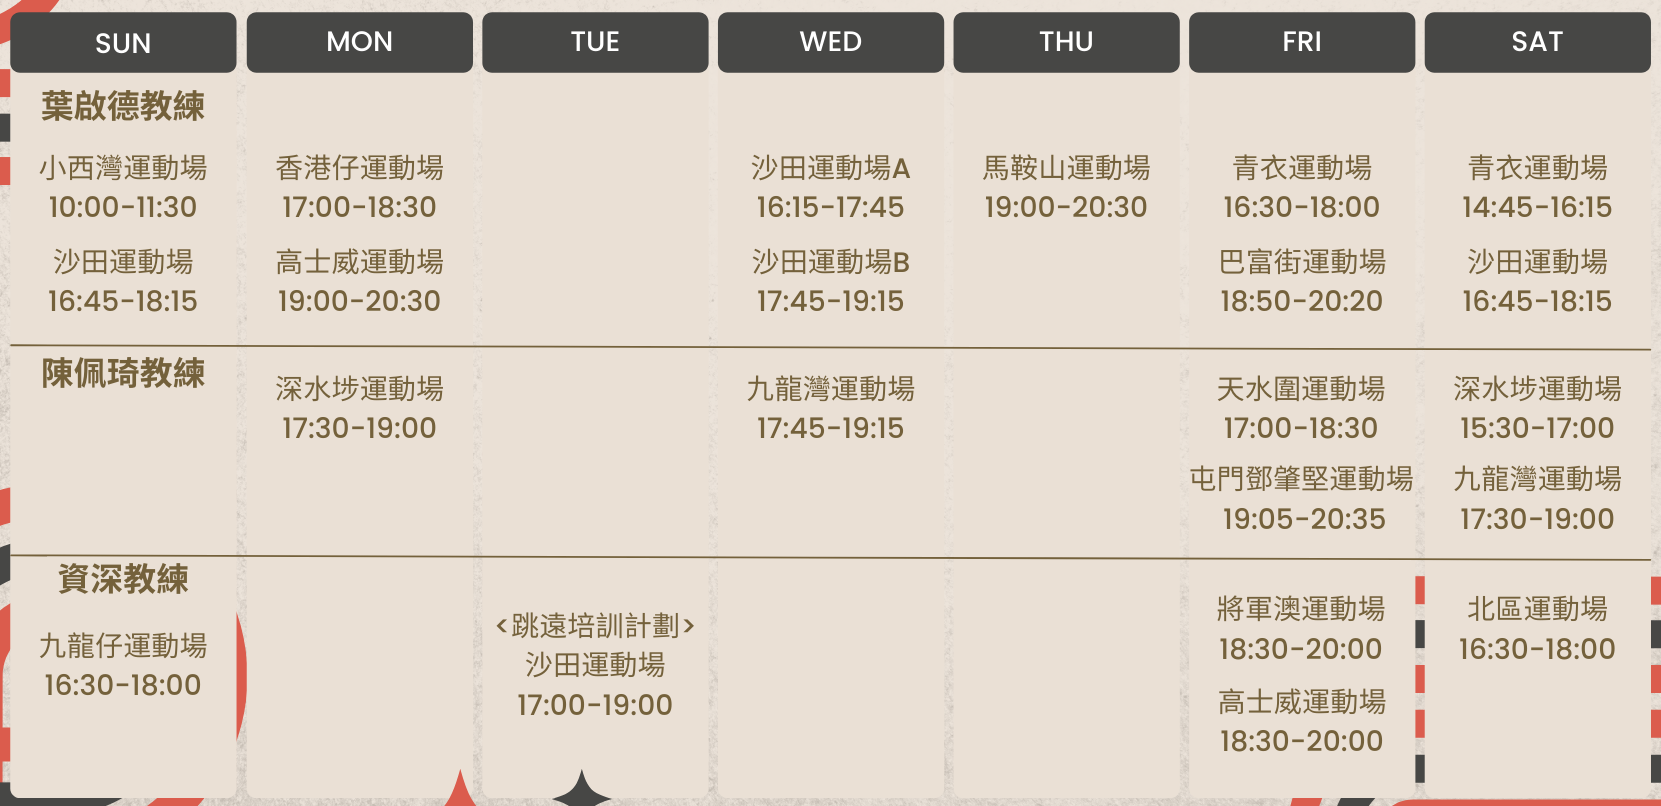 SUN
MON
TUE
WED
THU
FRI
SAT
葉啟德教練
小西灣運動場
10:00-11:30
沙田運動場
16:45-18:15
香港仔運動場
17:00-18:30
高士威運動場
19:00-20:30
沙田運動場A
16:15-17:45
沙田運動場B
17:45-19:15
馬鞍山運動場
19:00-20:30
青衣運動場
16:30-18:00
巴富街運動場
18:50-20:20
青衣運動場
14:45-16:15
沙田運動場
16:45-18:15
陳佩琦教練
深水埗運動場
17:30-19:00
九龍灣運動場
17:45-19:15
天水圍運動場
17:00-18:30
屯門鄧肇堅運動場
19:05-20:35
深水埗運動場
15:30-17:00
九龍灣運動場
17:30-19:00
資深教練
九龍仔運動場
16:30-18:00
<跳遠培訓計劃>
沙田運動場
17:00-19:00
將軍澳運動場
18:30-20:00
高士威運動場
18:30-20:00
北區運動場
16:30-18:00